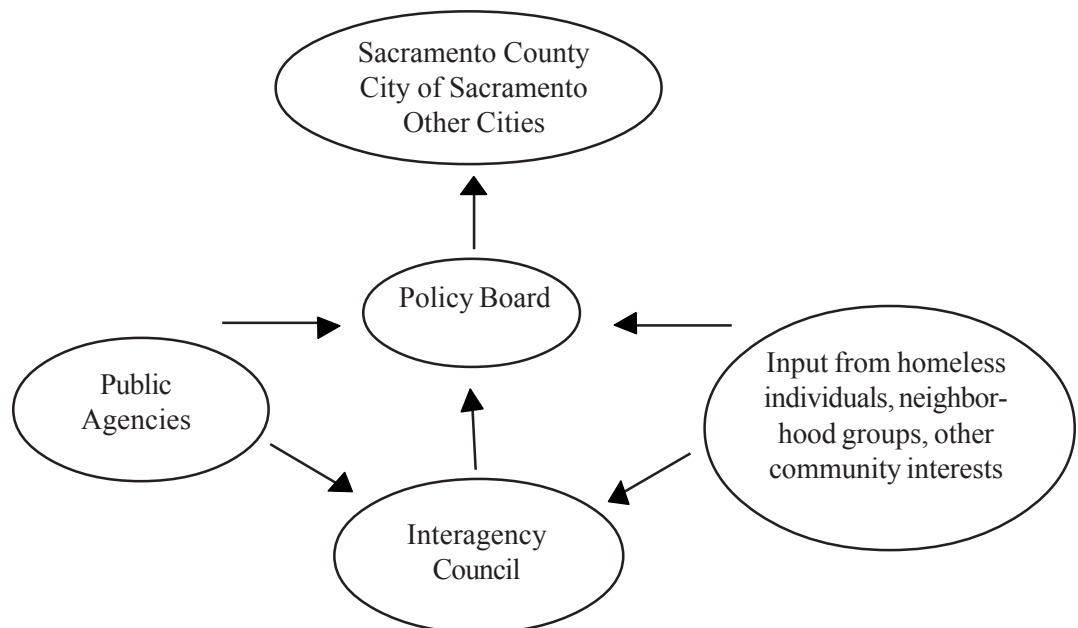 Sacramento County
City of Sacramento
Other Cities
Policy Board
Public
Agencies
Input from homeless
individuals, neighbor-
hood groups, other
community interests
Interagency
Council